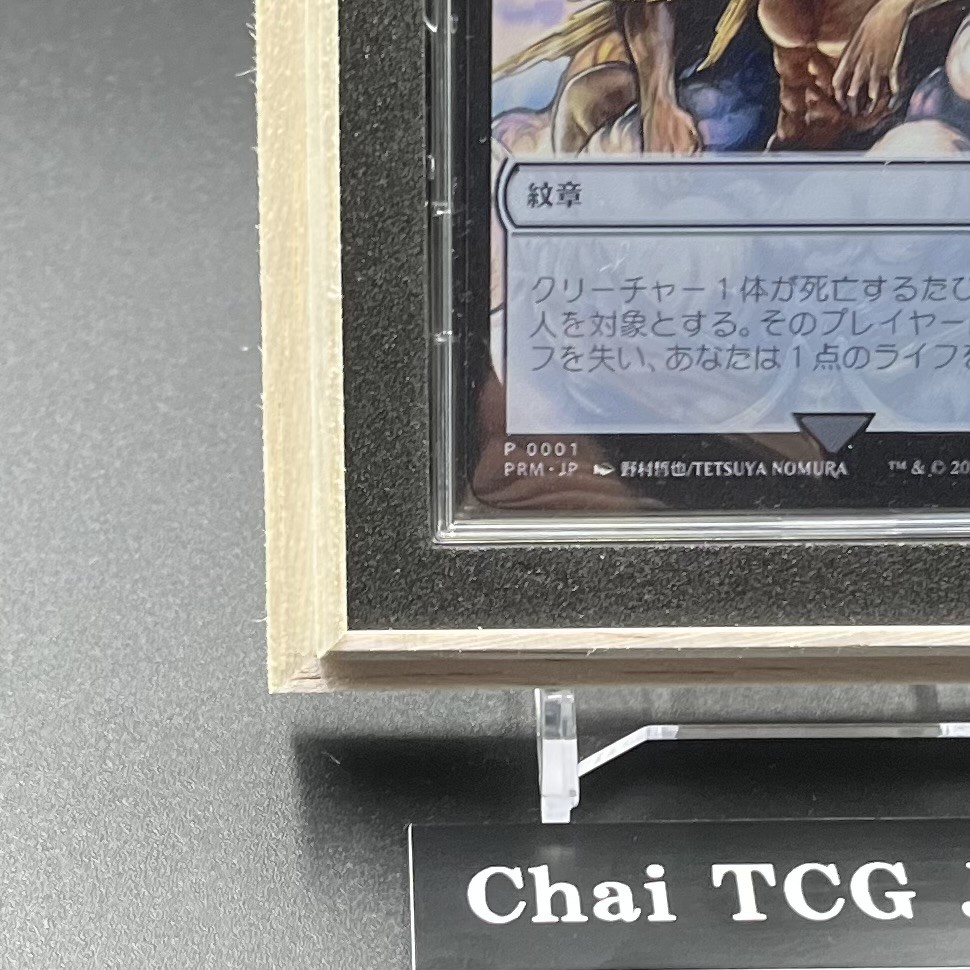 紋章
クリーチャー1体が死亡するたび
人を対象とする。そのプレイヤー
フを失い、あなたは1点のライフを
P 0001
PRM・JP 野村哲也/TETSUYA NOMURA ™ & © 20
Chai TCG